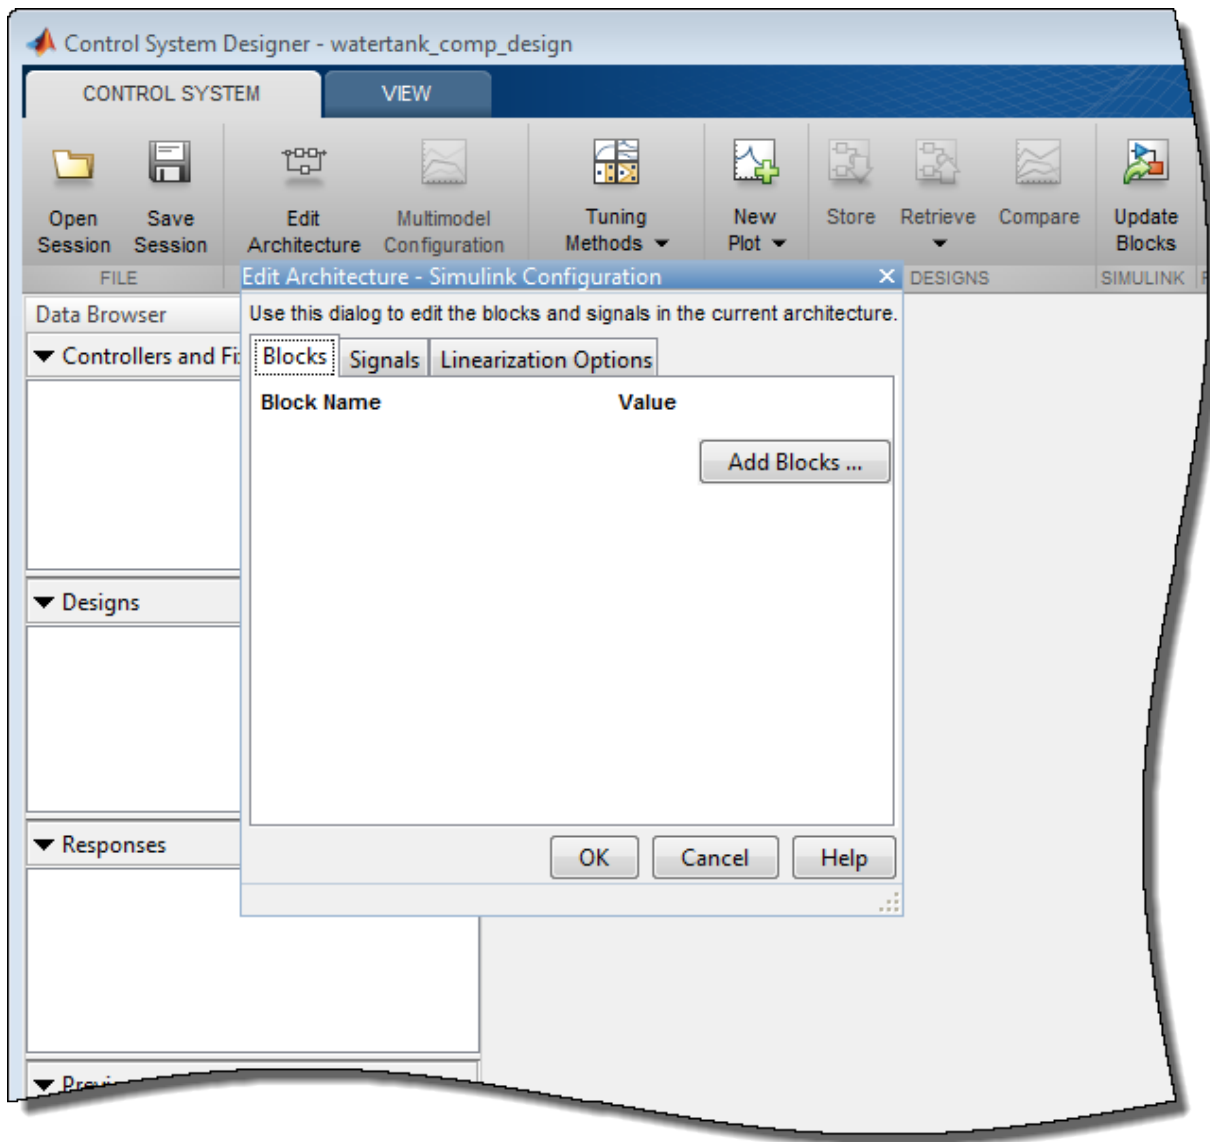 Control System Designer - watertank_comp_design
CONTROL SYSTEM
VIEW
Open Session
Save Session
Edit Architecture
Multimodel Configuration
Tuning Methods
New Plot
Store
Retrieve
Compare
Update Blocks
FILE
DESIGNS
SIMULINK
Edit Architecture - Simulink Configuration
Use this dialog to edit the blocks and signals in the current architecture.
Blocks
Signals
Linearization Options
Block Name
Value
Add Blocks ...
OK
Cancel
Help
Data Browser
Controllers and Fi
Designs
Responses